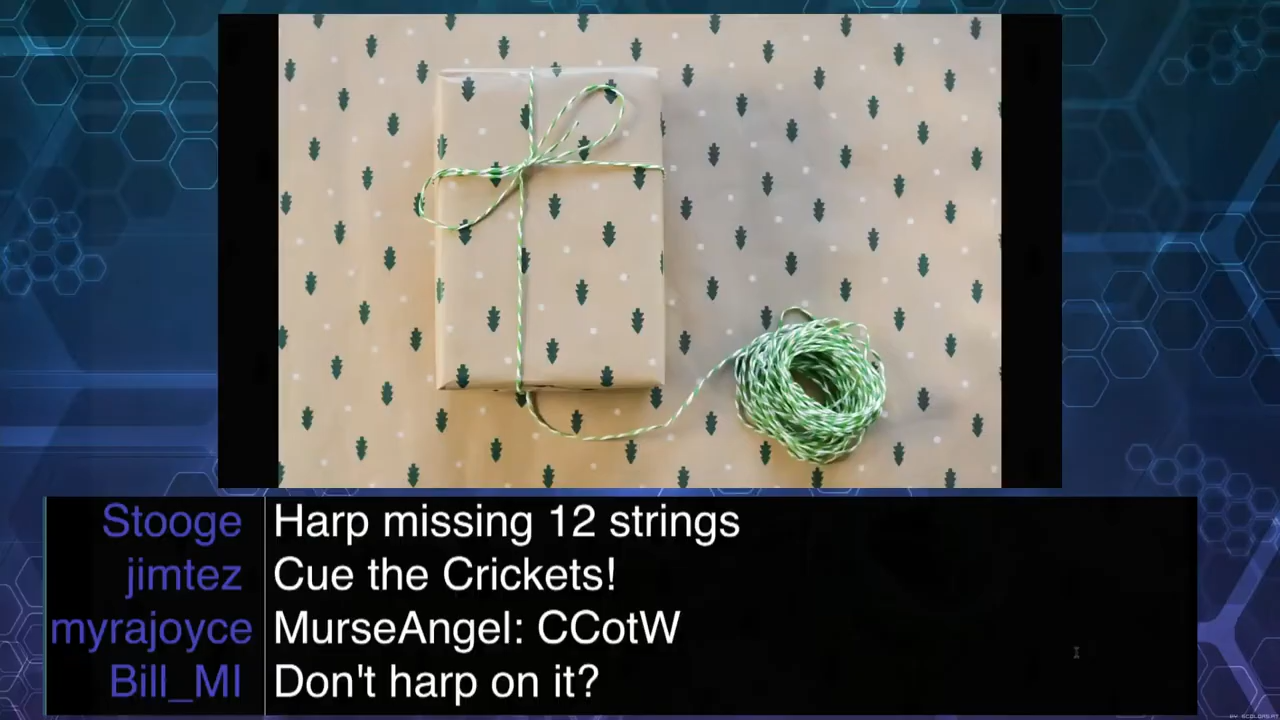 Stooge Harp missing 12 strings
jimtez Cue the Crickets!
myrajoyce MurseAngel: CCotW
Bill_MI Don't harp on it?